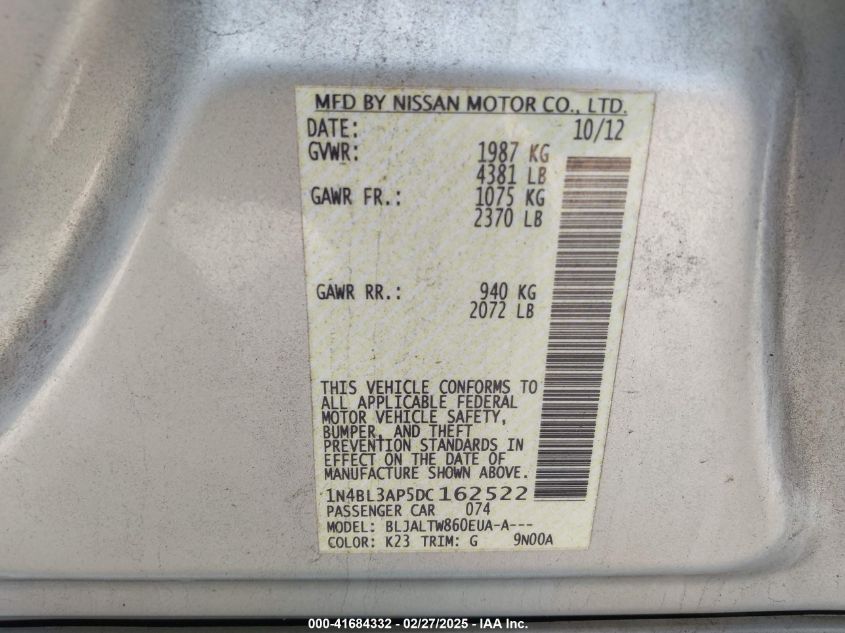 MFD BY NISSAN MOTOR CO., LTD.
DATE: 10/12
GVWR: 1987 KG
4381 LB
GAWR FR.: 1075 KG
2370 LB
GAWR RR.: 940 KG
2072 LB
THIS VEHICLE CONFORMS TO
ALL APPLICABLE FEDERAL
MOTOR VEHICLE SAFETY,
BUMPER, AND THEFT
PREVENTION STANDARDS IN
EFFECT ON THE DATE OF
MANUFACTURE SHOWN ABOVE.
1N4BL3AP5DC162522
PASSENGER CAR 074
MODEL: BLJALTW860EUA-A---
COLOR: K23 TRIM: G 9N00A
000-41684332 - 02/27/2025 - IAA Inc.